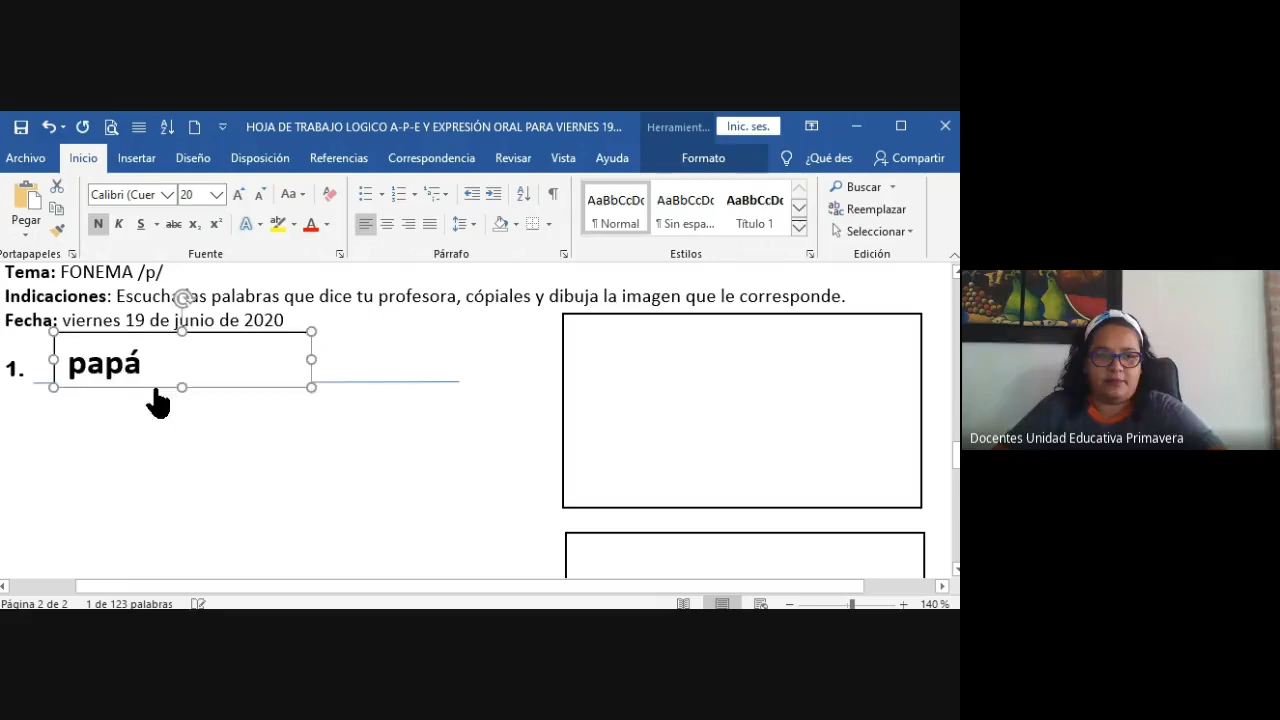 HOJA DE TRABAJO LOGICO A-P-E Y EXPRESIÓN ORAL PARA VIERNES 19...
Herramient...
Inic. ses.
Archivo
Inicio
Insertar
Diseño
Disposición
Referencias
Correspondencia
Revisar
Vista
Ayuda
Formato
¿Qué des
Compartir
Pegar
Calibri (Cuer
20
Aa
N K S abc x₂ x²
A
AaBbCcDc
AaBbCcDc
AaBbCcDc
¶ Normal
¶ Sin espa...
Título 1
Buscar
Reemplazar
Seleccionar
Portapapeles
Fuente
Párrafo
Estilos
Edición
Tema: FONEMA /p/
Indicaciones: Escucha las palabras que dice tu profesora, cópiales y dibuja la imagen que le corresponde.
Fecha: viernes 19 de junio de 2020
1. papá
Docentes Unidad Educativa Primavera
Página 2 de 2
1 de 123 palabras
140 %